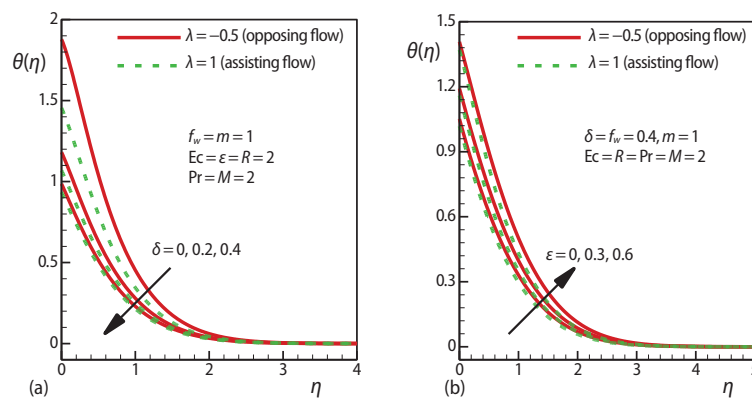 2
1.5
1
0.5
0
θ(η)
λ = −0.5 (opposing flow)
λ = 1 (assisting flow)
f_w = m = 1
Ec = ε = R = 2
Pr = M = 2
δ = 0, 0.2, 0.4
0 1 2 3 4
(a) η
1.5
1.2
0.9
0.6
0.3
0
θ(η)
λ = −0.5 (opposing flow)
λ = 1 (assisting flow)
δ = f_w = 0.4, m = 1
Ec = R = Pr = M = 2
ε = 0, 0.3, 0.6
0 1 2 3 4 5
(b) η